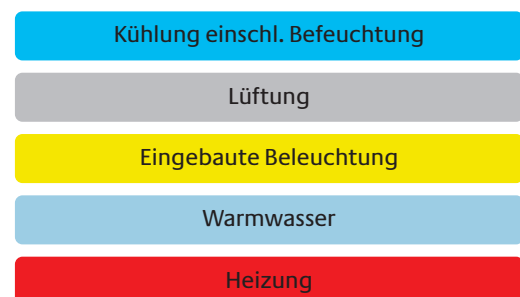 Kühlung einschl. Befeuchtung
Lüftung
Eingebaute Beleuchtung
Warmwasser
Heizung